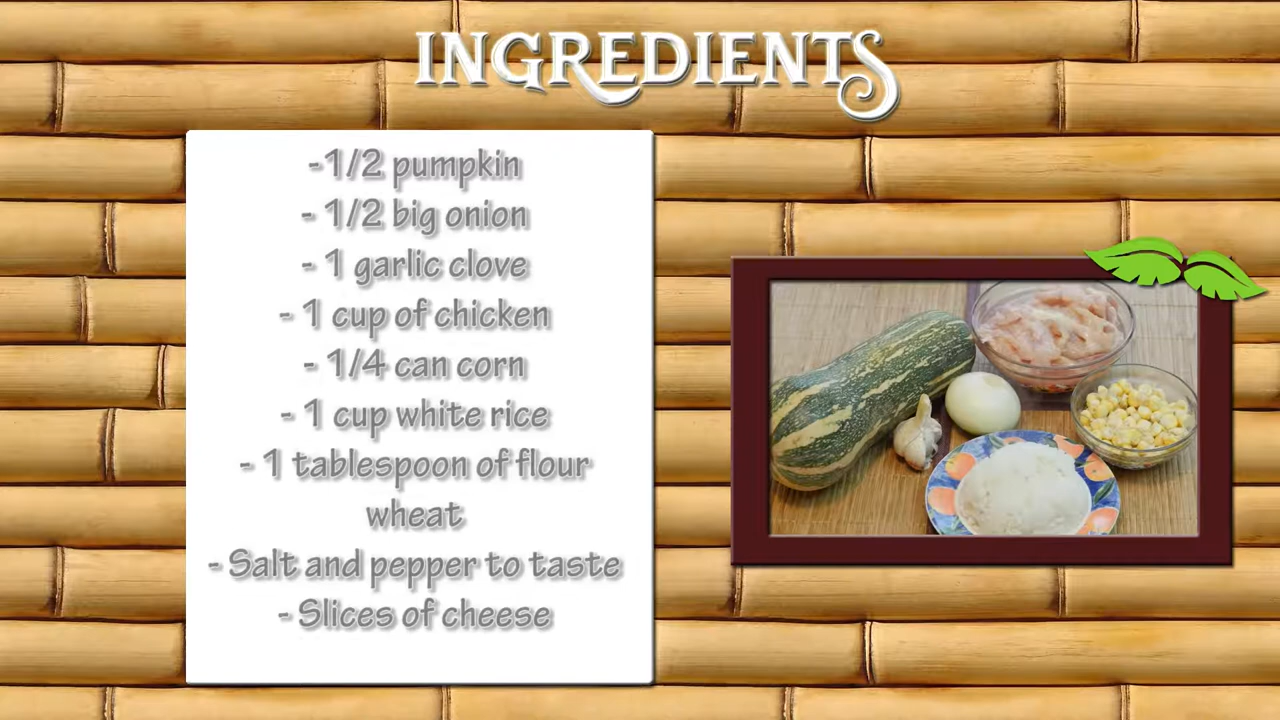 INGREDIENTS
-1/2 pumpkin
- 1/2 big onion
- 1 garlic clove
- 1 cup of chicken
- 1/4 can corn
- 1 cup white rice
- 1 tablespoon of flour
wheat
- Salt and pepper to taste
- Slices of cheese